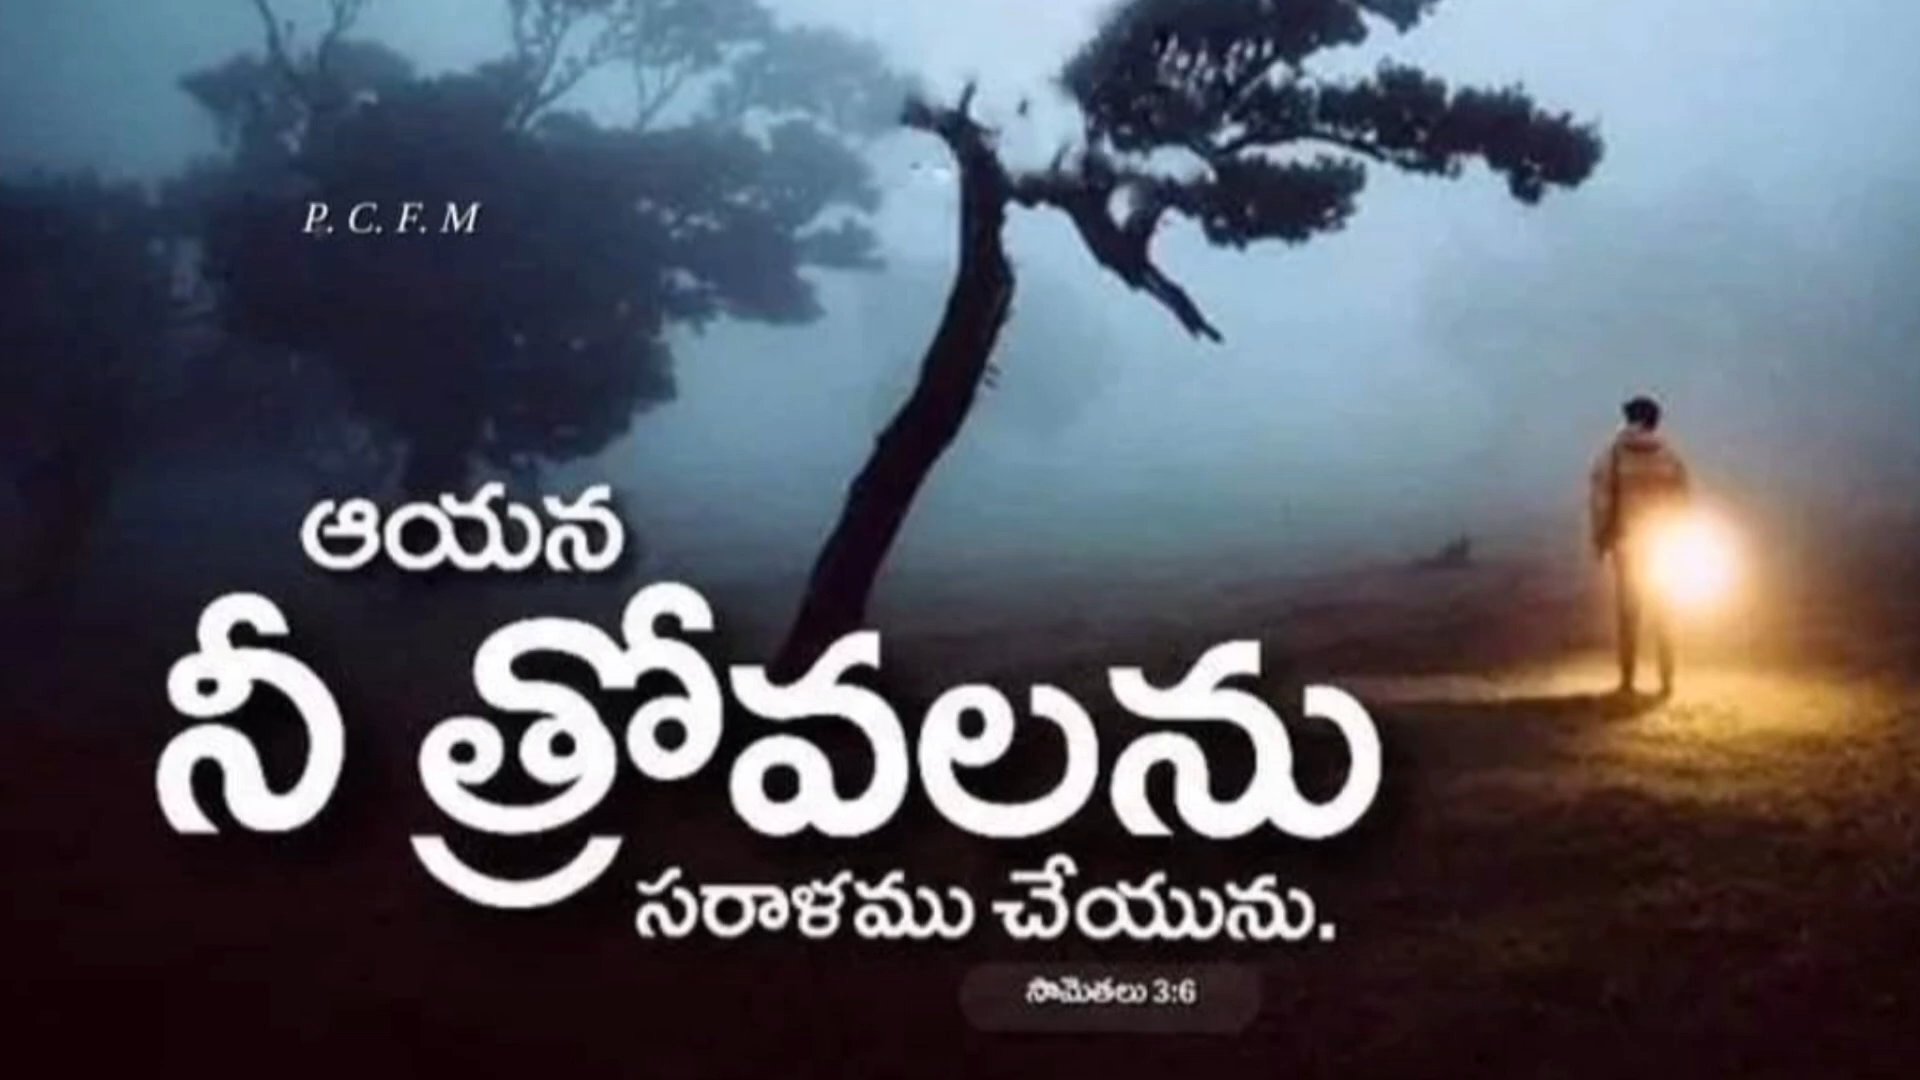 P. C. F. M
ఆయన
నీ త్రోవలను
సరాళము చేయును.
సామెతలు 3:6